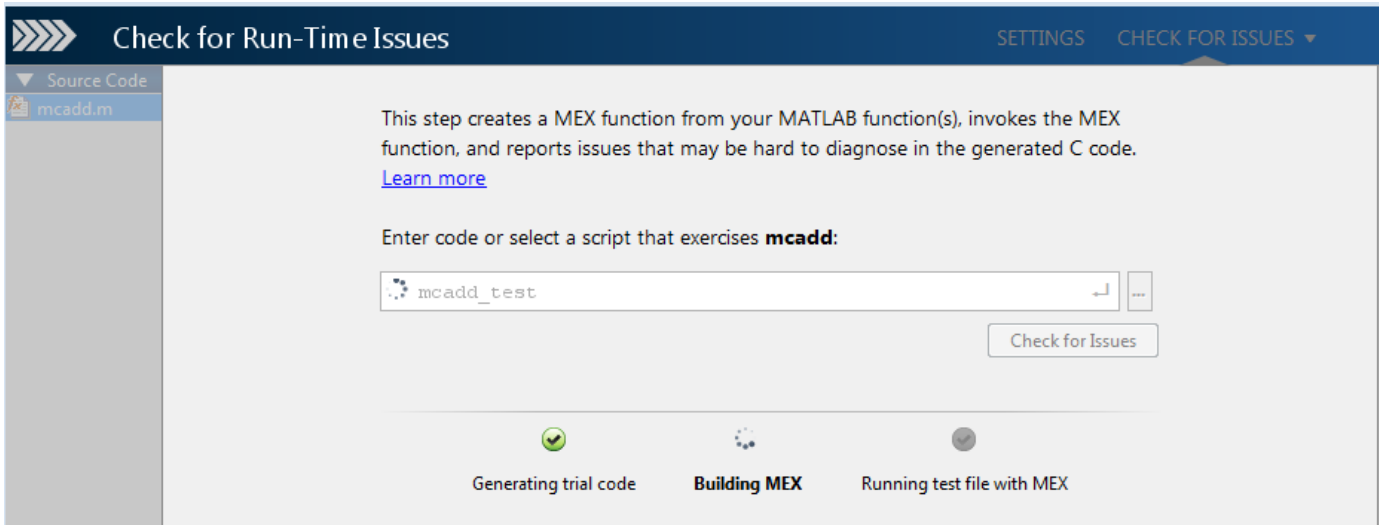 Check for Run-Time Issues
SETTINGS CHECK FOR ISSUES
Source Code
mcadd.m
This step creates a MEX function from your MATLAB function(s), invokes the MEX
function, and reports issues that may be hard to diagnose in the generated C code.
Learn more
Enter code or select a script that exercises mcadd:
mcadd_test
...
Check for Issues
Generating trial code Building MEX Running test file with MEX